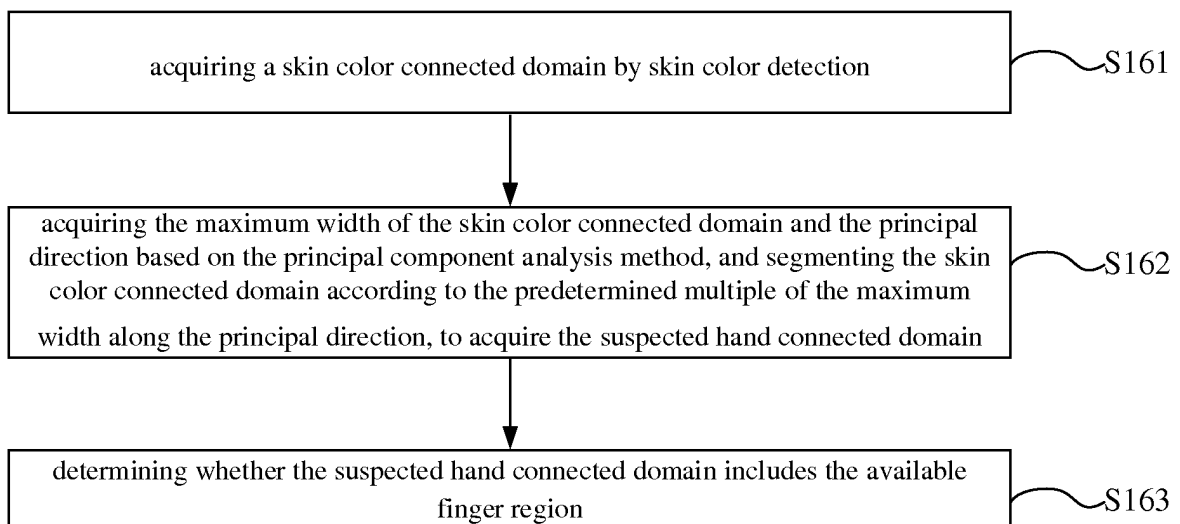 acquiring a skin color connected domain by skin color detection
S161
acquiring the maximum width of the skin color connected domain and the principal
direction based on the principal component analysis method, and segmenting the skin
color connected domain according to the predetermined multiple of the maximum
width along the principal direction, to acquire the suspected hand connected domain
S162
determining whether the suspected hand connected domain includes the available
finger region
S163